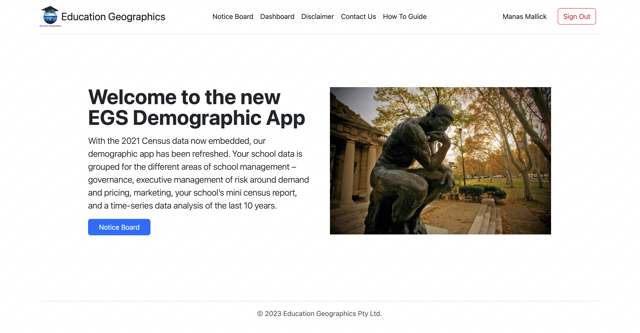 Education Geographics
Notice Board Dashboard Disclaimer Contact Us How To Guide
Manas Mallick Sign Out
Welcome to the new
EGS Demographic App
With the 2021 Census data now embedded, our
demographic app has been refreshed. Your school data is
grouped for the different areas of school management –
governance, executive management of risk around demand
and pricing, marketing, your school's mini census report,
and a time-series data analysis of the last 10 years.
Notice Board
© 2023 Education Geographics Pty Ltd.